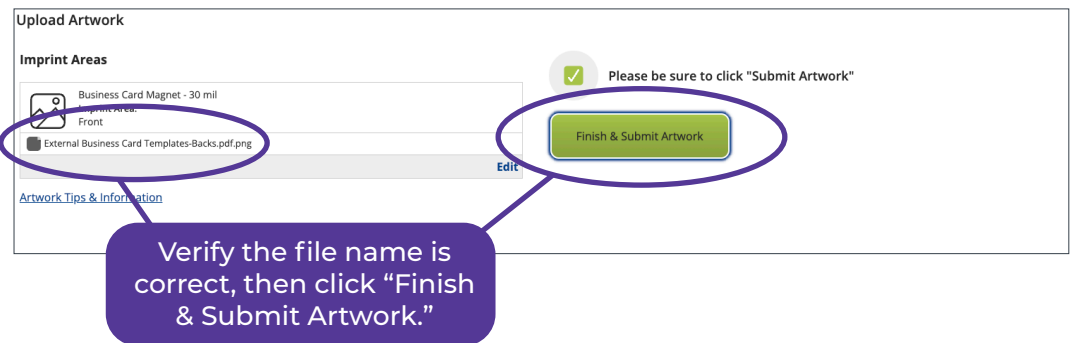 Upload Artwork
Imprint Areas
Business Card Magnet - 30 mil
Imprint Area:
Front
External Business Card Templates-Backs.pdf.png
Edit
Artwork Tips & Information
Please be sure to click "Submit Artwork"
Finish & Submit Artwork
Verify the file name is
correct, then click “Finish
& Submit Artwork.”